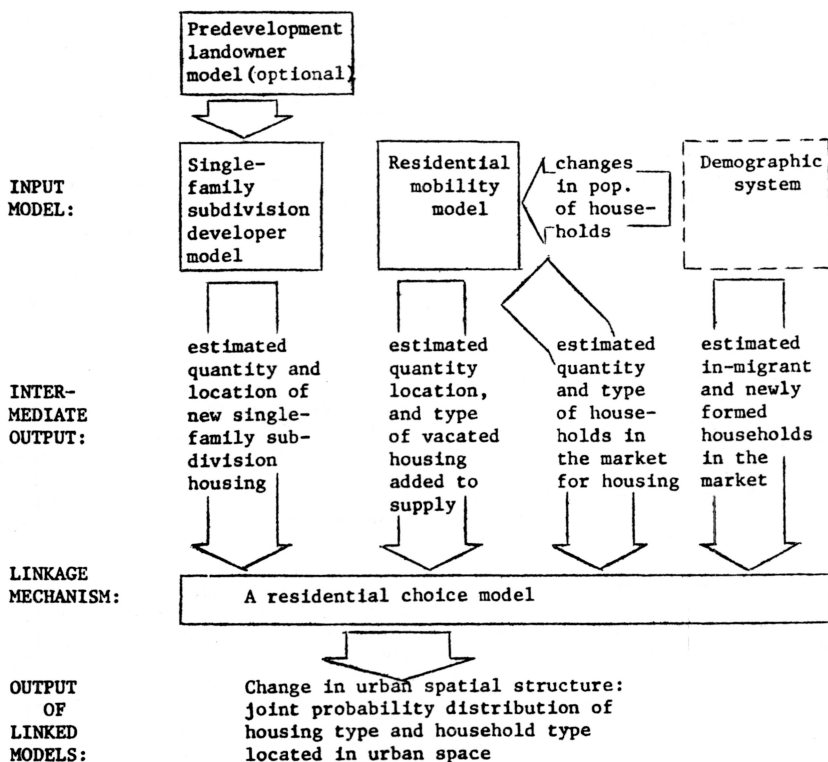 Predevelopment
landowner
model (optional)
INPUT
MODEL:
Single-
family
subdivision
developer
model
Residential
mobility
model
changes
in pop.
of house-
holds
Demographic
system
INTER-
MEDIATE
OUTPUT:
estimated
quantity and
location of
new single-
family sub-
division
housing
estimated
quantity
location,
and type
of vacated
housing
added to
supply
estimated
quantity
and type
of house-
holds in
the market
for housing
estimated
in-migrant
and newly
formed
households
in the
market
LINKAGE
MECHANISM:
A residential choice model
OUTPUT
OF
LINKED
MODELS:
Change in urban spatial structure:
joint probability distribution of
housing type and household type
located in urban space